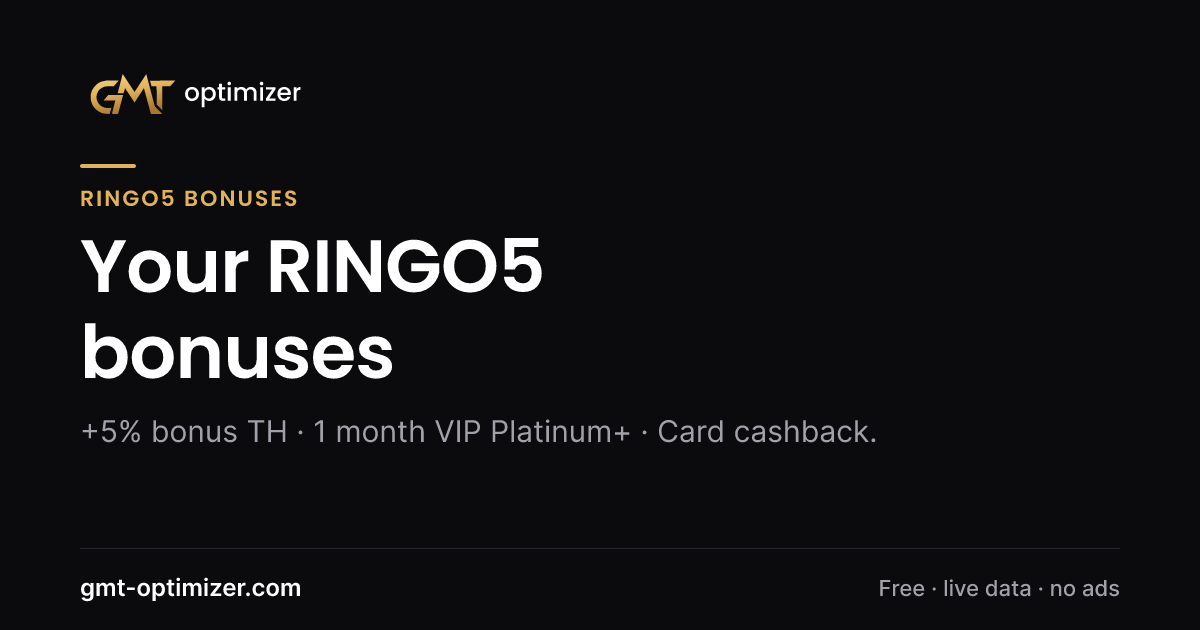 GMT optimizer
RINGO5 BONUSES
Your RINGO5
bonuses
+5% bonus TH · 1 month VIP Platinum+ · Card cashback.
gmt-optimizer.com
Free · live data · no ads